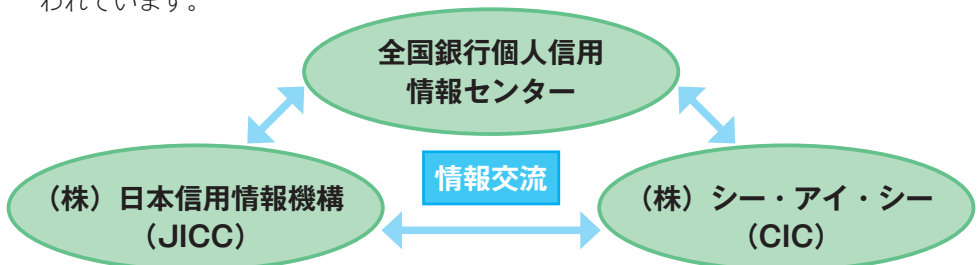 われています。
全国銀行個人信用
情報センター
情報交流
（株）日本信用情報機構
（JICC）
（株）シー・アイ・シー
（CIC）